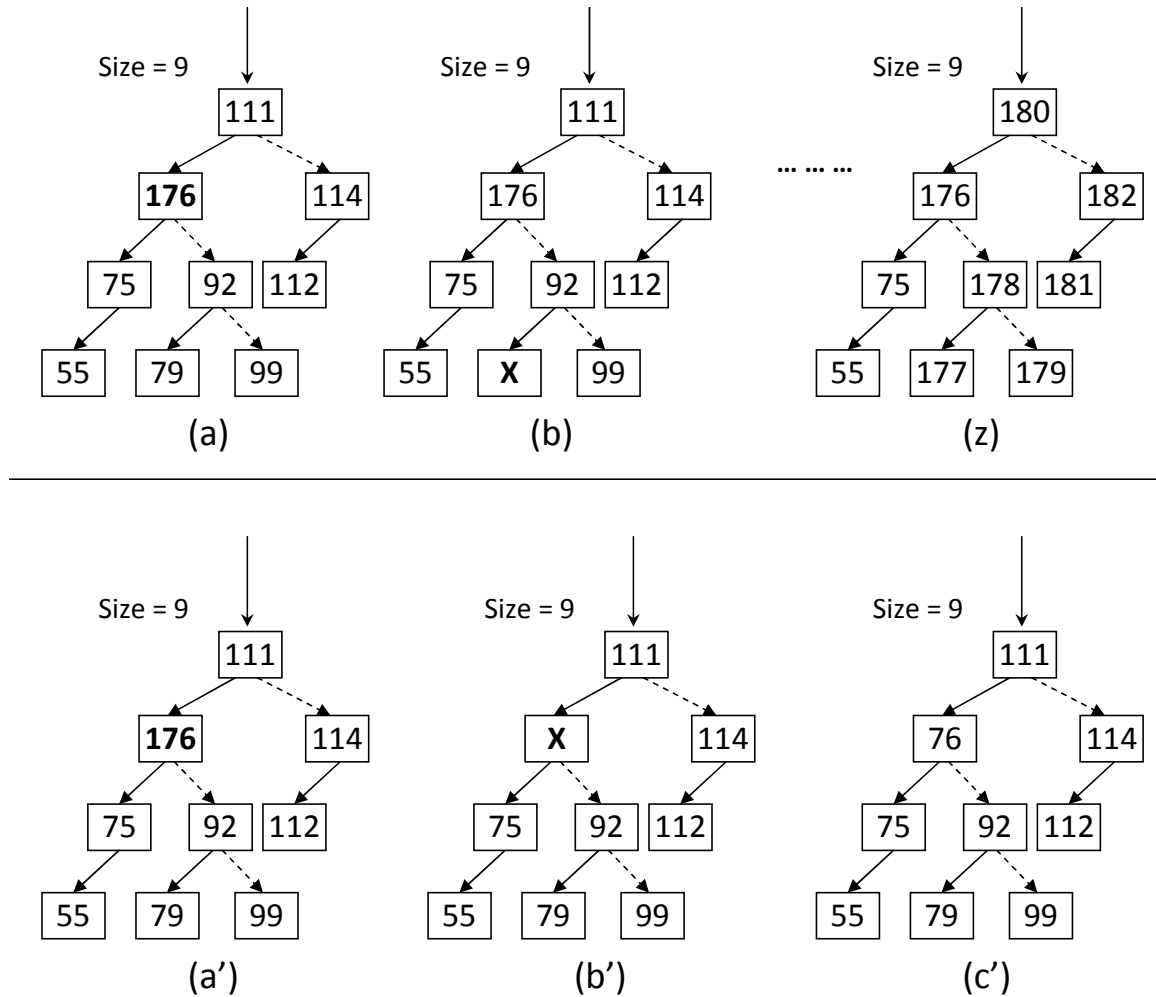 Size = 9 Size = 9 Size = 9
111 111 180
176 114 176 114 … … … 176 182
75 92 112 75 92 112 75 178 181
55 79 99 55 X 99 55 177 179
(a) (b) (z)
Size = 9 Size = 9 Size = 9
111 111 111
176 114 X 114 76 114
75 92 112 75 92 112 75 92 112
55 79 99 55 79 99 55 79 99
(a’) (b’) (c’)